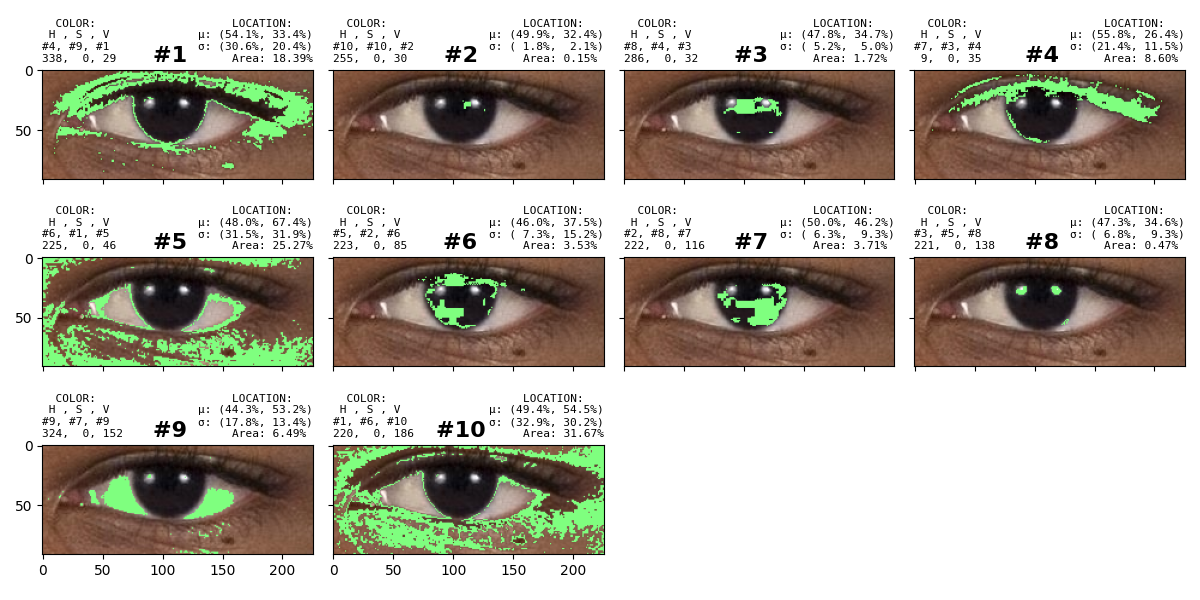 COLOR: LOCATION:
H , S , V μ: (54.1%, 33.4%)
#4, #9, #1 #1 σ: (30.6%, 20.4%)
338, 0, 29 Area: 18.39%
COLOR: LOCATION:
H , S , V μ: (49.9%, 32.4%)
#10, #10, #2 #2 σ: ( 1.8%, 2.1%)
255, 0, 30 Area: 0.15%
COLOR: LOCATION:
H , S , V μ: (47.8%, 34.7%)
#8, #4, #3 #3 σ: ( 5.2%, 5.0%)
286, 0, 32 Area: 1.72%
COLOR: LOCATION:
H , S , V μ: (55.8%, 26.4%)
#7, #3, #4 #4 σ: (21.4%, 11.5%)
9, 0, 35 Area: 8.60%
0
50
COLOR: LOCATION:
H , S , V μ: (48.0%, 67.4%)
#6, #1, #5 #5 σ: (31.5%, 31.9%)
225, 0, 46 Area: 25.27%
COLOR: LOCATION:
H , S , V μ: (46.0%, 37.5%)
#5, #2, #6 #6 σ: ( 7.3%, 15.2%)
223, 0, 85 Area: 3.53%
COLOR: LOCATION:
H , S , V μ: (50.0%, 46.2%)
#2, #8, #7 #7 σ: ( 6.3%, 9.3%)
222, 0, 116 Area: 3.71%
COLOR: LOCATION:
H , S , V μ: (47.3%, 34.6%)
#3, #5, #8 #8 σ: ( 6.8%, 9.3%)
221, 0, 138 Area: 0.47%
0
50
COLOR: LOCATION:
H , S , V μ: (44.3%, 53.2%)
#9, #7, #9 #9 σ: (17.8%, 13.4%)
324, 0, 152 Area: 6.49%
COLOR: LOCATION:
H , S , V μ: (49.4%, 54.5%)
#1, #6, #10 #10 σ: (32.9%, 30.2%)
220, 0, 186 Area: 31.67%
0
50
0 50 100 150 200
0 50 100 150 200